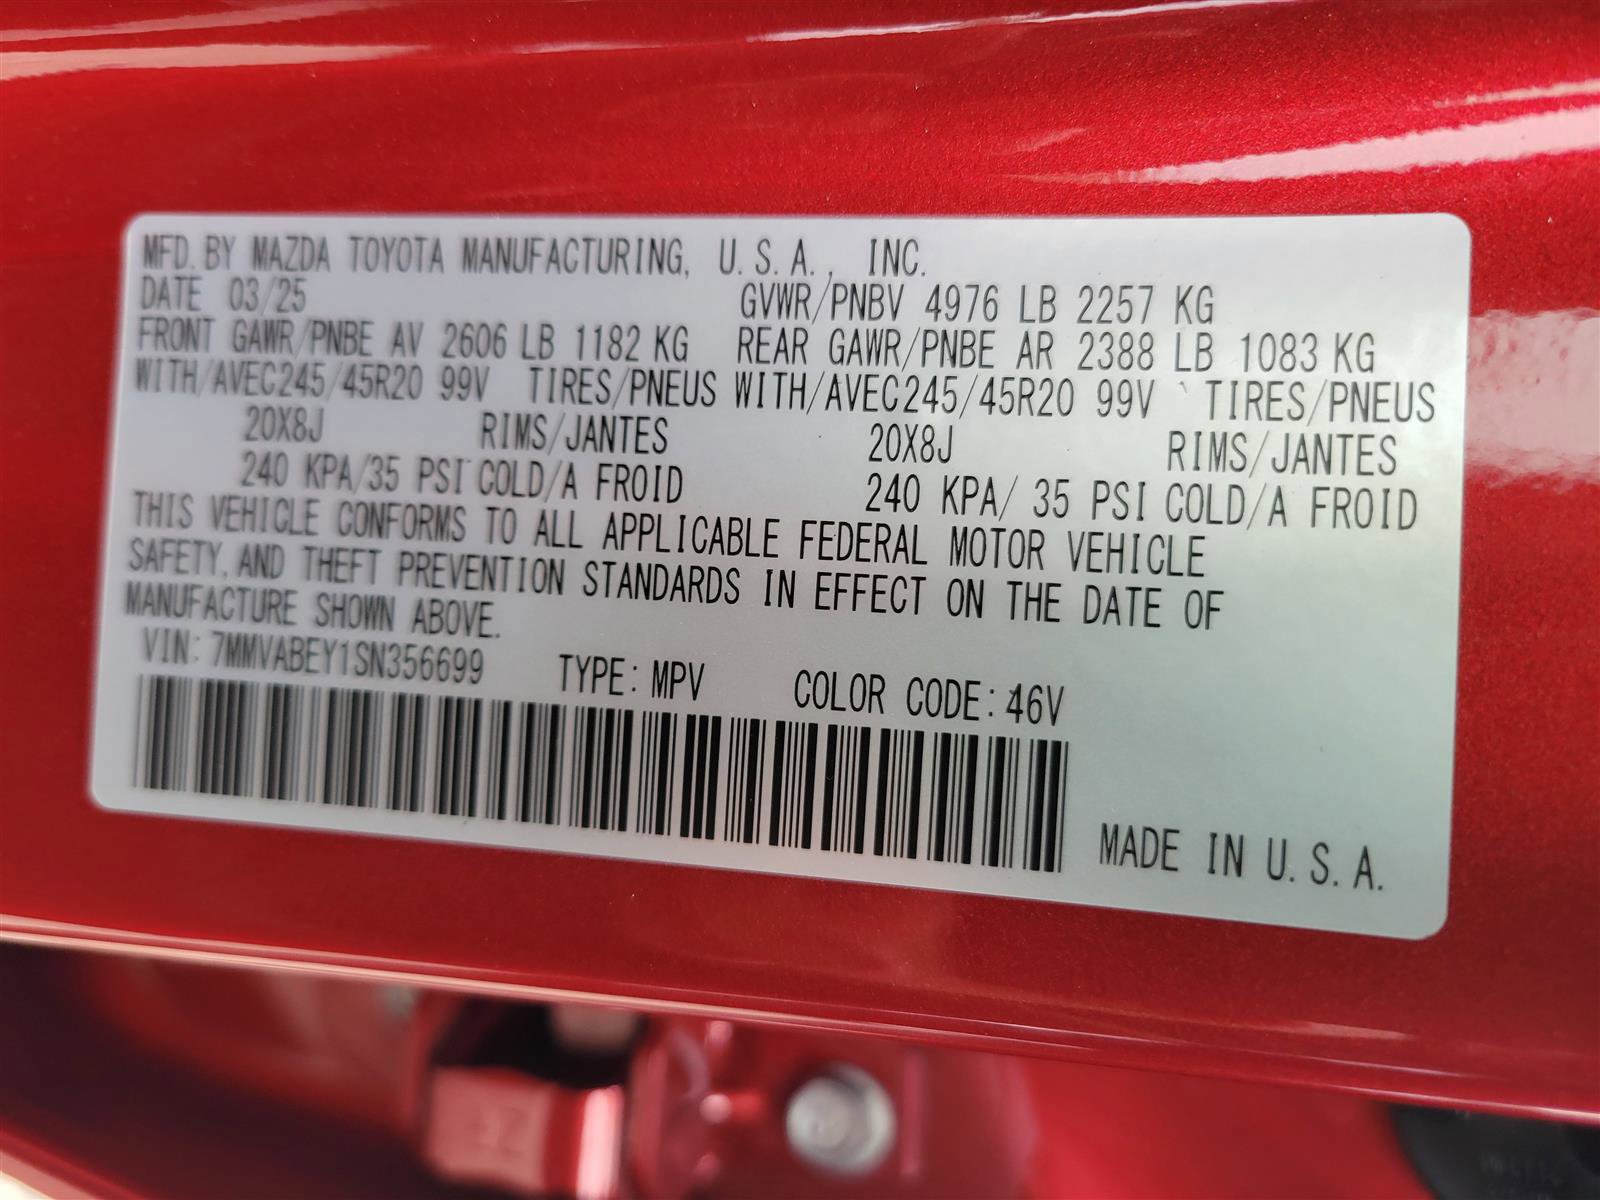 MFD. BY MAZDA TOYOTA MANUFACTURING, U.S.A., INC.
DATE 03/25 GVWR/PNBV 4976 LB 2257 KG
FRONT GAWR/PNBE AV 2606 LB 1182 KG REAR GAWR/PNBE AR 2388 LB 1083 KG
WITH/AVEC245/45R20 99V TIRES/PNEUS WITH/AVEC245/45R20 99V TIRES/PNEUS
20X8J RIMS/JANTES 20X8J RIMS/JANTES
240 KPA/35 PSI COLD/A FROID 240 KPA/ 35 PSI COLD/A FROID
THIS VEHICLE CONFORMS TO ALL APPLICABLE FEDERAL MOTOR VEHICLE
SAFETY, AND THEFT PREVENTION STANDARDS IN EFFECT ON THE DATE OF
MANUFACTURE SHOWN ABOVE.
VIN: 7MMVABEY1SN356699 TYPE: MPV COLOR CODE: 46V
MADE IN U.S.A.